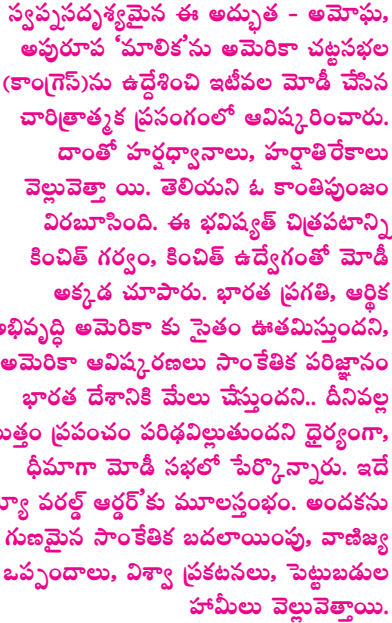 స్వప్నసదృశ్యమైన ఈ అద్భుత - అమోఘ,
అపురూప ‘మాలిక’ను అమెరికా చట్టసభల
(కాంగ్రెస్)ను ఉద్దేశించి ఇటీవల మోడీ చేసిన
చారిత్రాత్మక ప్రసంగంలో ఆవిష్కరించారు.
దాంతో హర్షధ్వానాలు, హర్షాతిరేకాలు
వెల్లువెత్తా యి. తెలియని ఓ కాంతిపుంజం
విరబూసింది. ఈ భవిష్యత్ చిత్రపటాన్ని
కించిత్ గర్వం, కించిత్ ఉద్వేగంతో మోడీ
అక్కడ చూపారు. భారత ప్రగతి, ఆర్థిక
అమెరికా కు సైతం ఊతమిస్తుందని,
అమెరికా ఆవిష్కరణలు సాంకేతిక పరిజ్ఞానం
భారత దేశానికి మేలు చేస్తుందని.. దీనివల్ల
ప్రపంచం పరిఢవిల్లుతుందని ధైర్యంగా,
ధీమాగా మోడీ సభలో పేర్కొన్నారు. ఇదే
వరల్డ్ ఆర్డర్’కు మూలస్తంభం. అందకను
గుణమైన సాంకేతిక బదలాయింపు, వాణిజ్య
ఒప్పందాలు, విశ్వా ప్రకటనలు, పెట్టుబడుల
హామీలు వెల్లువెత్తాయి.